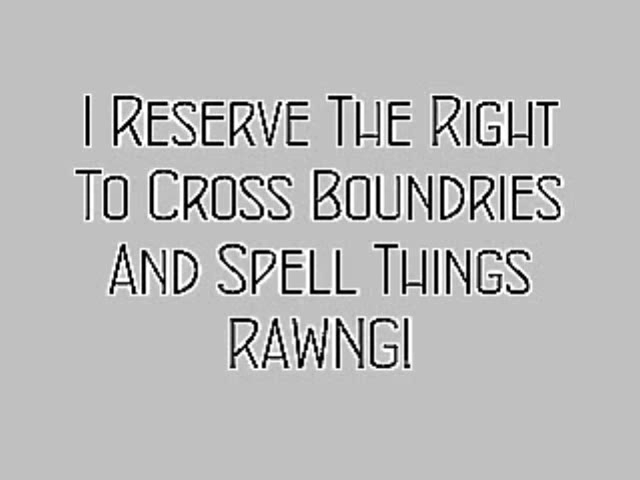 I Reserve The Right
To Cross Boundries
And Spell Things
RAWNG!